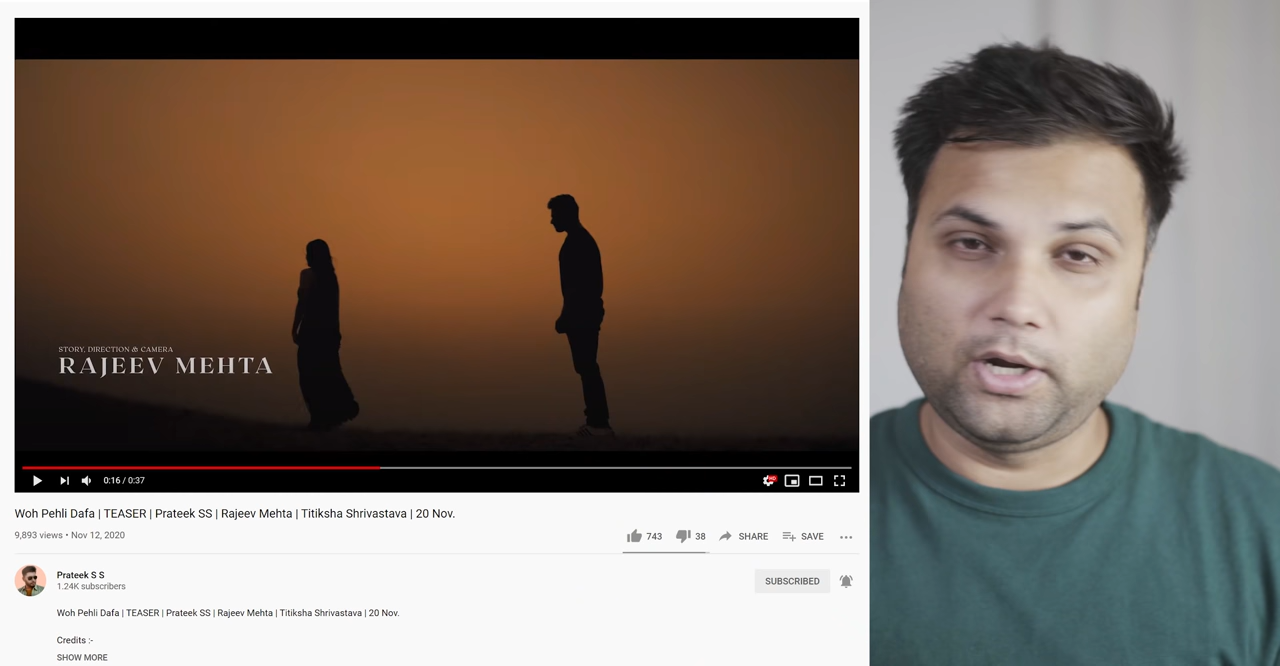 STORY, DIRECTION & CAMERA
RAJEEV MEHTA
0:16 / 0:37
HD
Woh Pehli Dafa | TEASER | Prateek SS | Rajeev Mehta | Titiksha Shrivastava | 20 Nov.
9,893 views • Nov 12, 2020
743
38
SHARE
SAVE
Prateek S S
1.24K subscribers
SUBSCRIBED
Woh Pehli Dafa | TEASER | Prateek SS | Rajeev Mehta | Titiksha Shrivastava | 20 Nov.
Credits :-
SHOW MORE